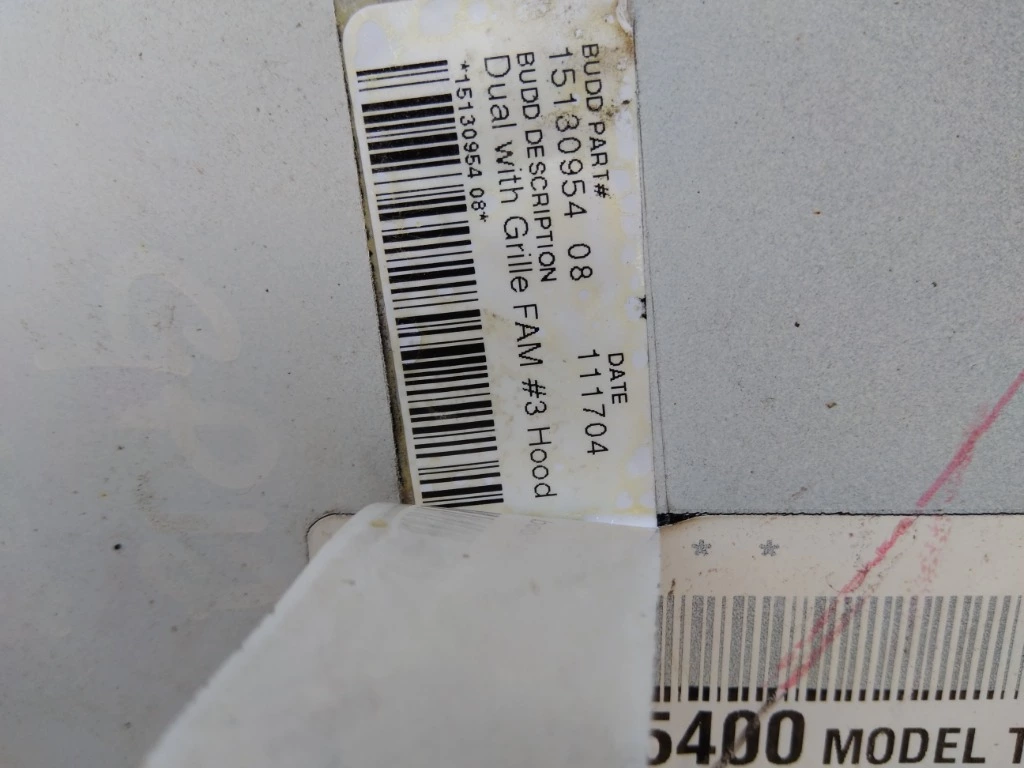 BUDD PART#
15130954 08
DATE
111704
BUDD DESCRIPTION
Dual with Grille FAM #3 Hood
*15130954 08*
* *
5400 MODEL